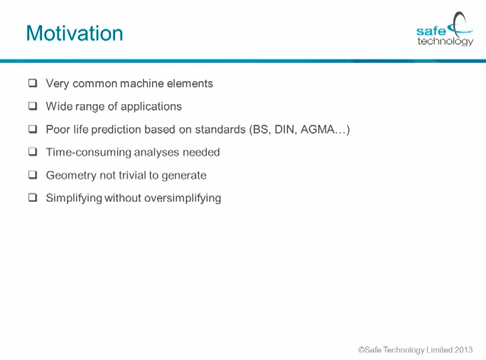 Motivation
safe
technology
Very common machine elements
Wide range of applications
Poor life prediction based on standards (BS, DIN, AGMA…)
Time-consuming analyses needed
Geometry not trivial to generate
Simplifying without oversimplifying
©Safe Technology Limited 2013